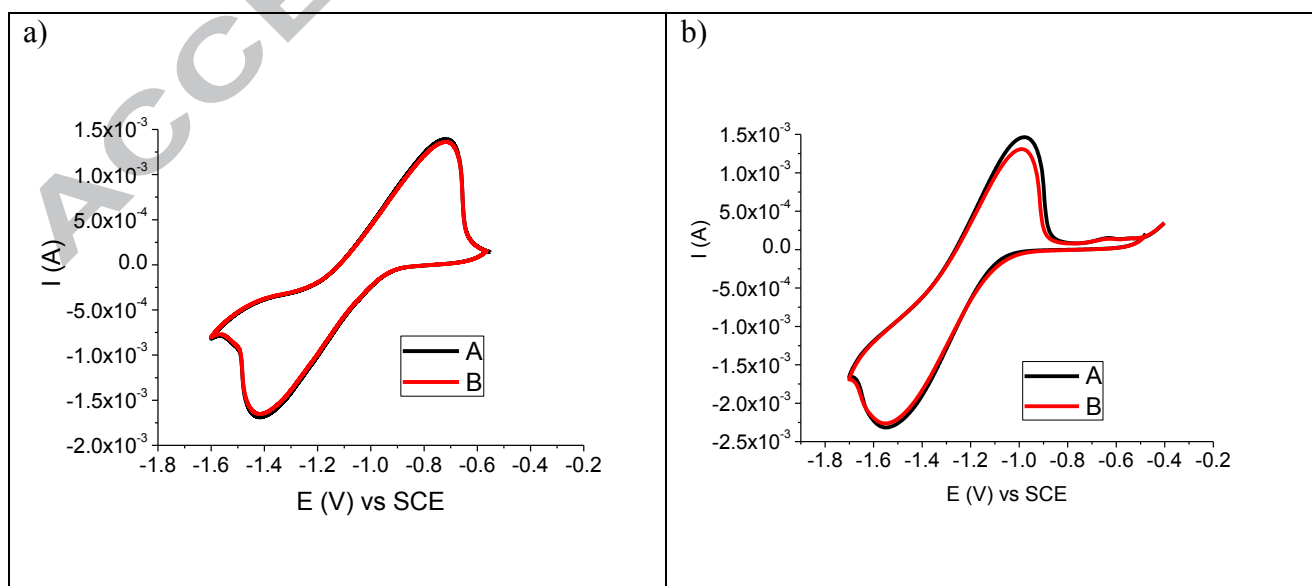 ACCE
a)
1.5x10-3
1.0x10-3
5.0x10-4
0.0
-5.0x10-4
-1.0x10-3
-1.5x10-3
-2.0x10-3
I (A)
A
B
-1.8 -1.6 -1.4 -1.2 -1.0 -0.8 -0.6 -0.4 -0.2
E (V) vs SCE
b)
1.5x10-3
1.0x10-3
5.0x10-4
0.0
-5.0x10-4
-1.0x10-3
-1.5x10-3
-2.0x10-3
-2.5x10-3
I (A)
A
B
-1.8 -1.6 -1.4 -1.2 -1.0 -0.8 -0.6 -0.4 -0.2
E (V) vs SCE